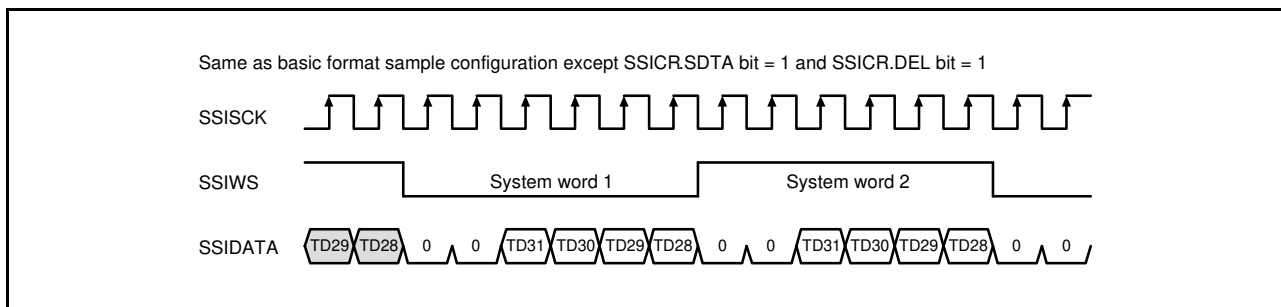 Same as basic format sample configuration except SSICR.SDTA bit = 1 and SSICR.DEL bit = 1
SSISCK
SSIWS System word 1 System word 2
SSIDATA TD29 TD28 0 0 TD31 TD30 TD29 TD28 0 0 TD31 TD30 TD29 TD28 0 0